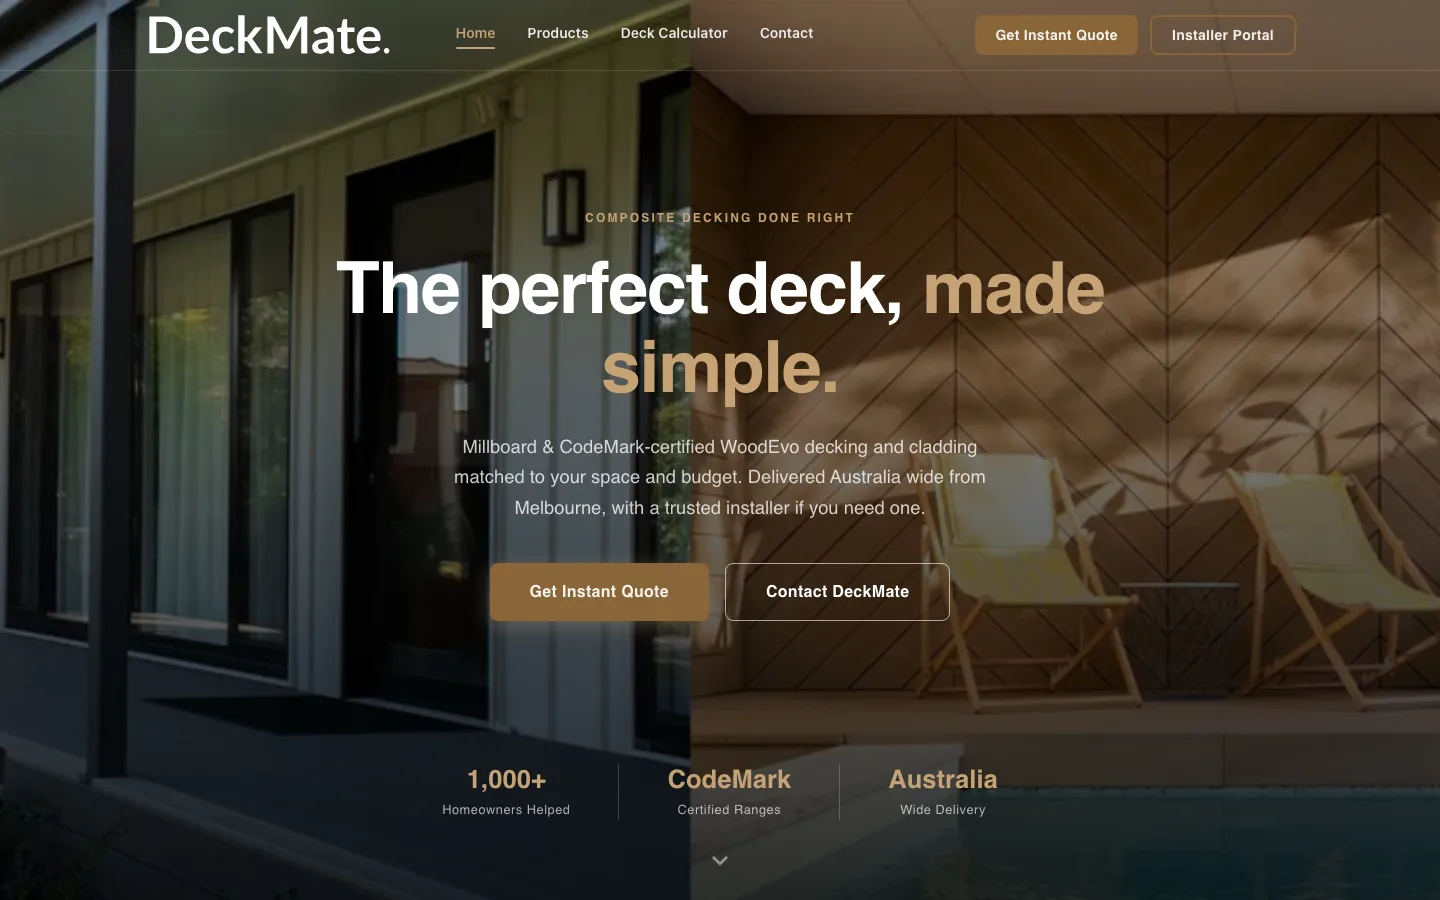 DeckMate.
Home
Products
Deck Calculator
Contact
Get Instant Quote
Installer Portal
COMPOSITE DECKING DONE RIGHT
The perfect deck, made
simple.
Millboard & CodeMark-certified WoodEvo decking and cladding
matched to your space and budget. Delivered Australia wide from
Melbourne, with a trusted installer if you need one.
Get Instant Quote
Contact DeckMate
1,000+
Homeowners Helped
CodeMark
Certified Ranges
Australia
Wide Delivery